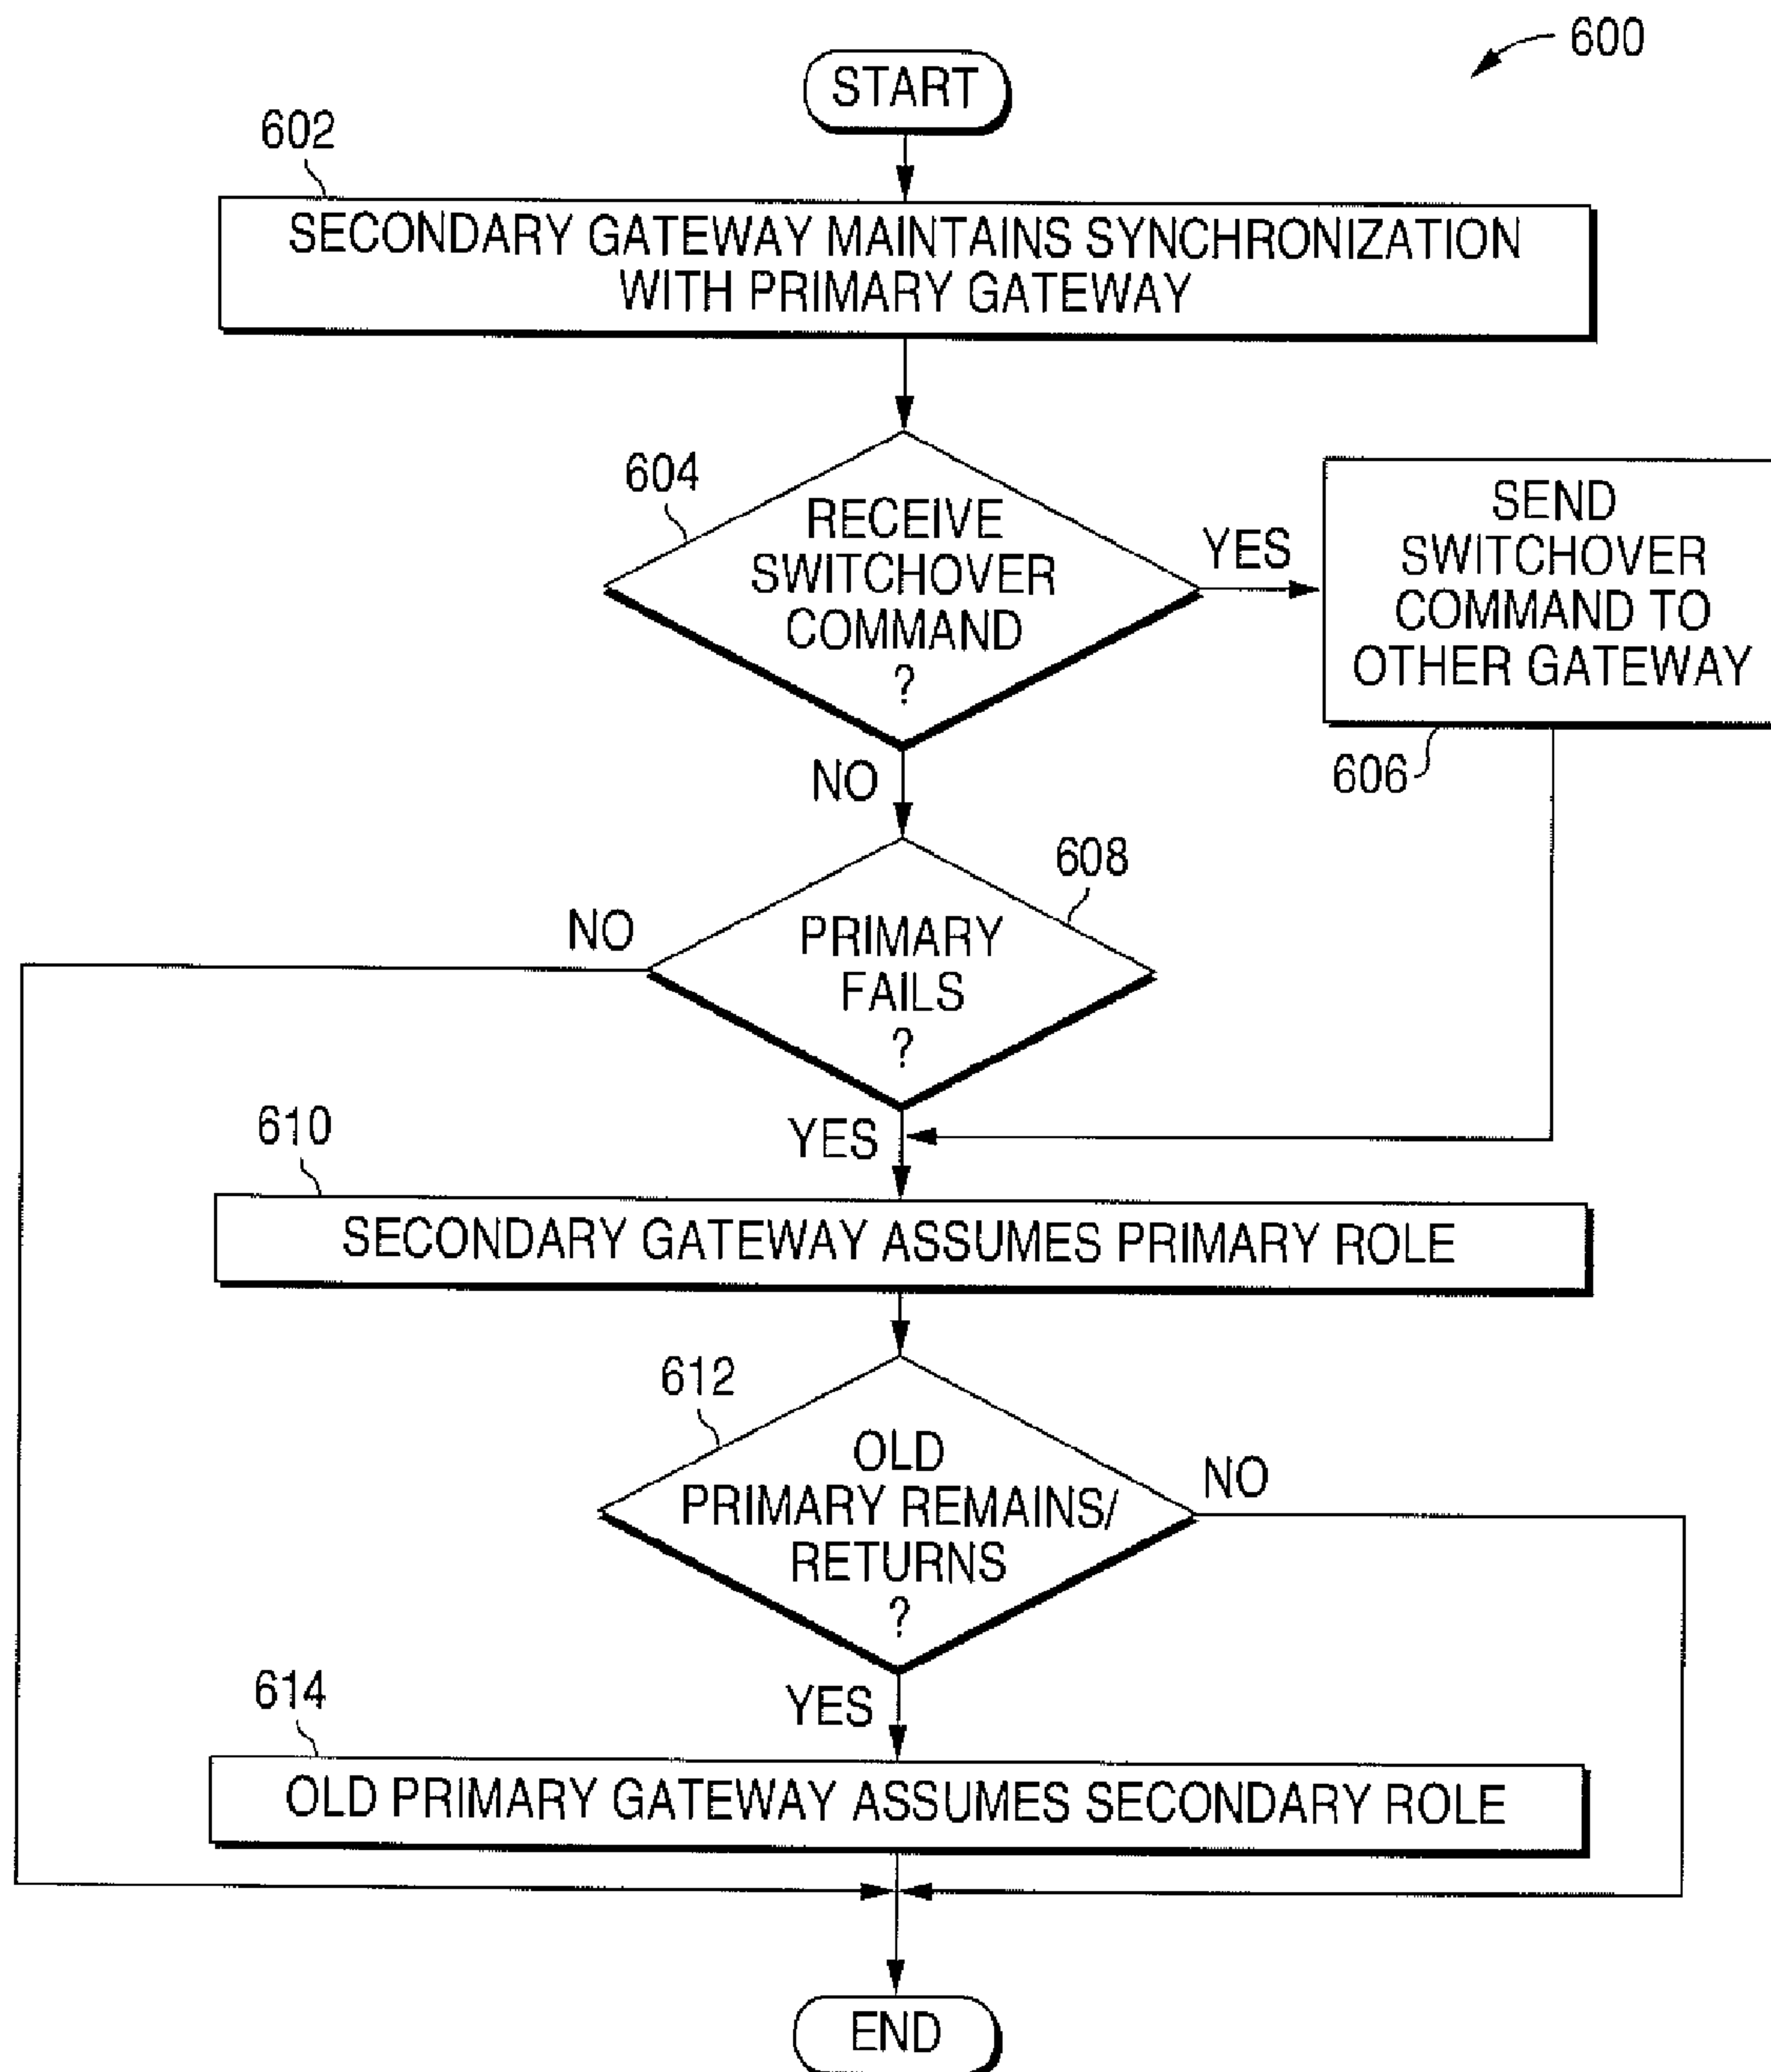 600
START
602
SECONDARY GATEWAY MAINTAINS SYNCHRONIZATION
WITH PRIMARY GATEWAY
604
RECEIVE
SWITCHOVER
COMMAND
?
YES
SEND
SWITCHOVER
COMMAND TO
OTHER GATEWAY
606
NO
608
PRIMARY
FAILS
?
NO
YES
610
SECONDARY GATEWAY ASSUMES PRIMARY ROLE
612
OLD
PRIMARY REMAINS/
RETURNS
?
NO
YES
614
OLD PRIMARY GATEWAY ASSUMES SECONDARY ROLE
END